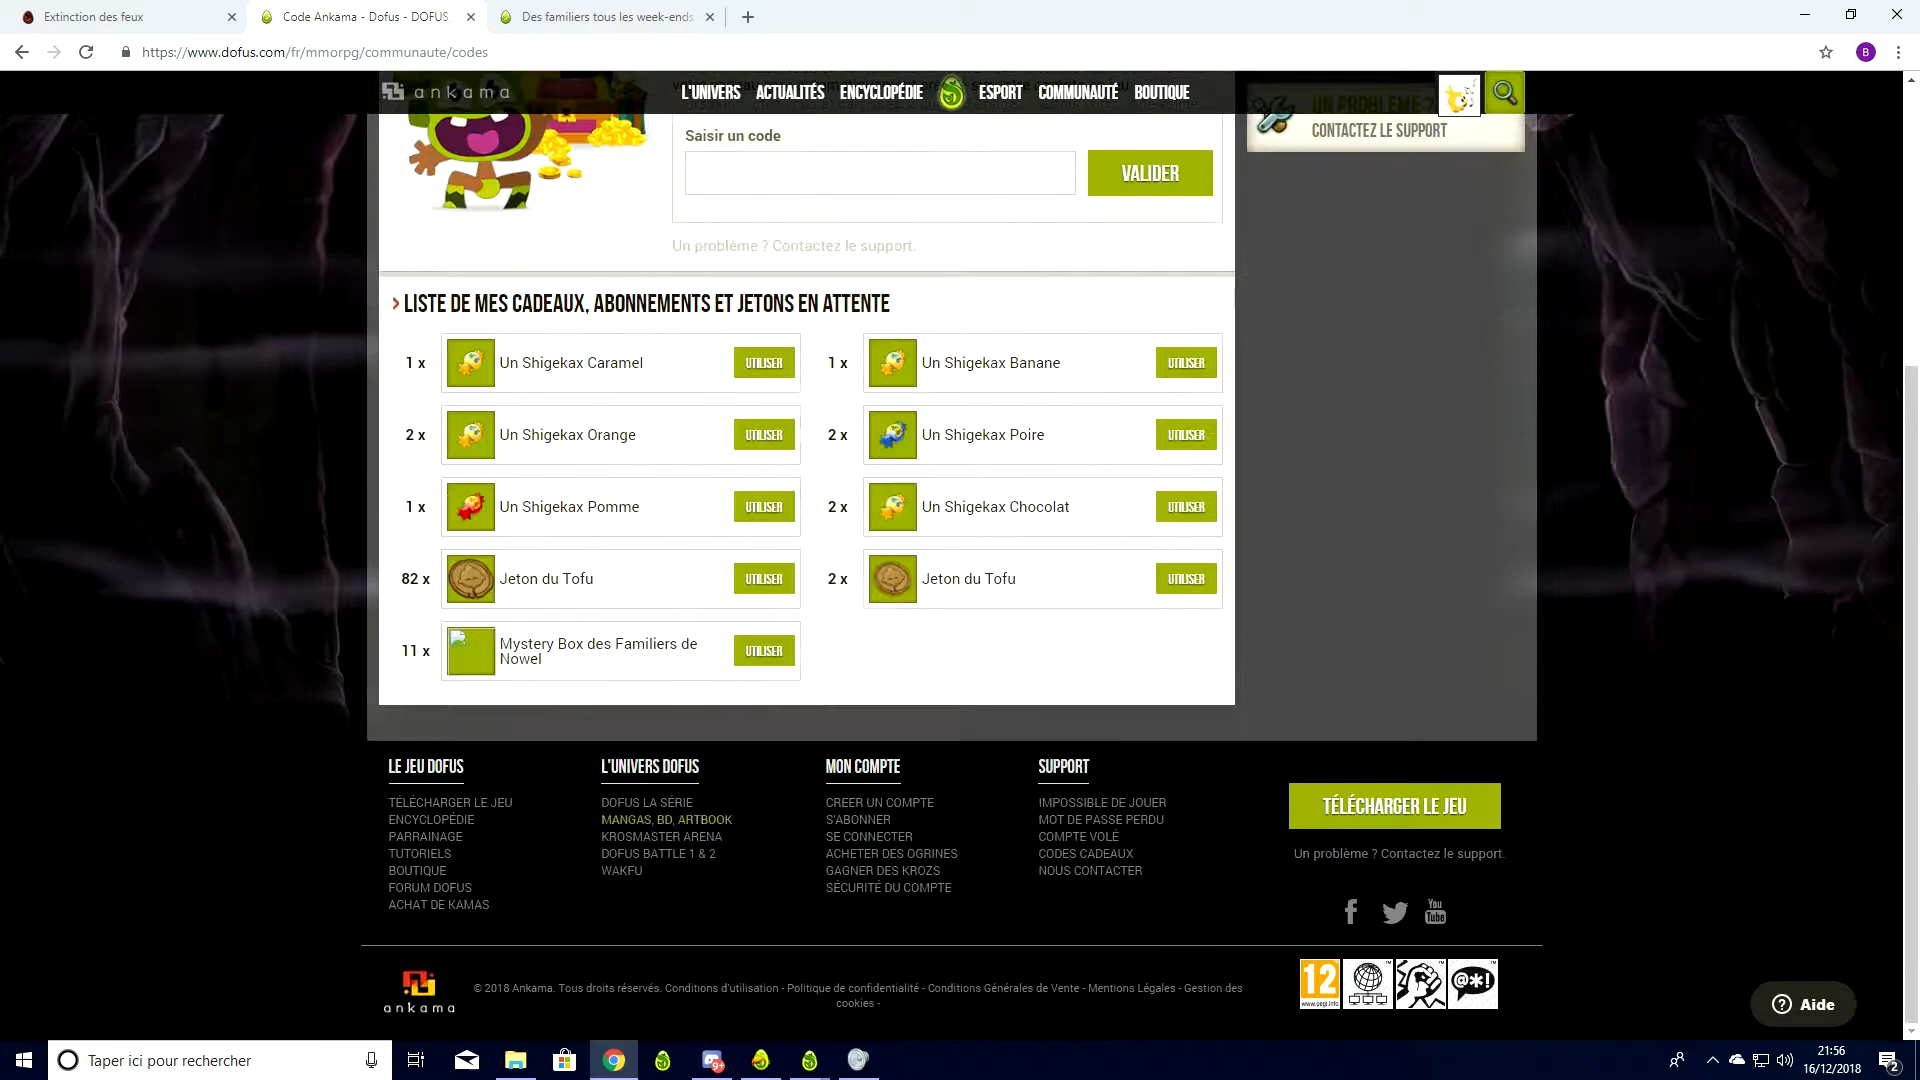 Extinction des feux
Code Ankama - Dofus - DOFUS,
Des familiers tous les week-ends
https://www.dofus.com/fr/mmorpg/communaute/codes
B
ankama
L'UNIVERS
ACTUALITÉS
ENCYCLOPÉDIE
ESPORT
COMMUNAUTÉ
BOUTIQUE
UN PROBLÈME ?
CONTACTEZ LE SUPPORT
Saisir un code
VALIDER
Un problème ? Contactez le support.
LISTE DE MES CADEAUX, ABONNEMENTS ET JETONS EN ATTENTE
1 x Un Shigekax Caramel UTILISER
1 x Un Shigekax Banane UTILISER
2 x Un Shigekax Orange UTILISER
2 x Un Shigekax Poire UTILISER
1 x Un Shigekax Pomme UTILISER
2 x Un Shigekax Chocolat UTILISER
82 x Jeton du Tofu UTILISER
2 x Jeton du Tofu UTILISER
11 x Mystery Box des Familiers de
Nowel
UTILISER
LE JEU DOFUS
TÉLÉCHARGER LE JEU
ENCYCLOPÉDIE
PARRAINAGE
TUTORIELS
BOUTIQUE
FORUM DOFUS
ACHAT DE KAMAS
L'UNIVERS DOFUS
DOFUS LA SÉRIE
MANGAS, BD, ARTBOOK
KROSMASTER ARENA
DOFUS BATTLE 1 & 2
WAKFU
MON COMPTE
CREER UN COMPTE
S'ABONNER
SE CONNECTER
ACHETER DES OGRINES
GAGNER DES KROZS
SÉCURITÉ DU COMPTE
SUPPORT
IMPOSSIBLE DE JOUER
MOT DE PASSE PERDU
COMPTE VOLÉ
CODES CADEAUX
NOUS CONTACTER
TÉLÉCHARGER LE JEU
Un problème ? Contactez le support.
You
Tube
ankama
© 2018 Ankama. Tous droits réservés. Conditions d'utilisation - Politique de confidentialité - Conditions Générales de Vente - Mentions Légales - Gestion des
cookies -
12
www.pegi.info
@*!
Aide
Taper ici pour rechercher
9+
21:56
16/12/2018
2